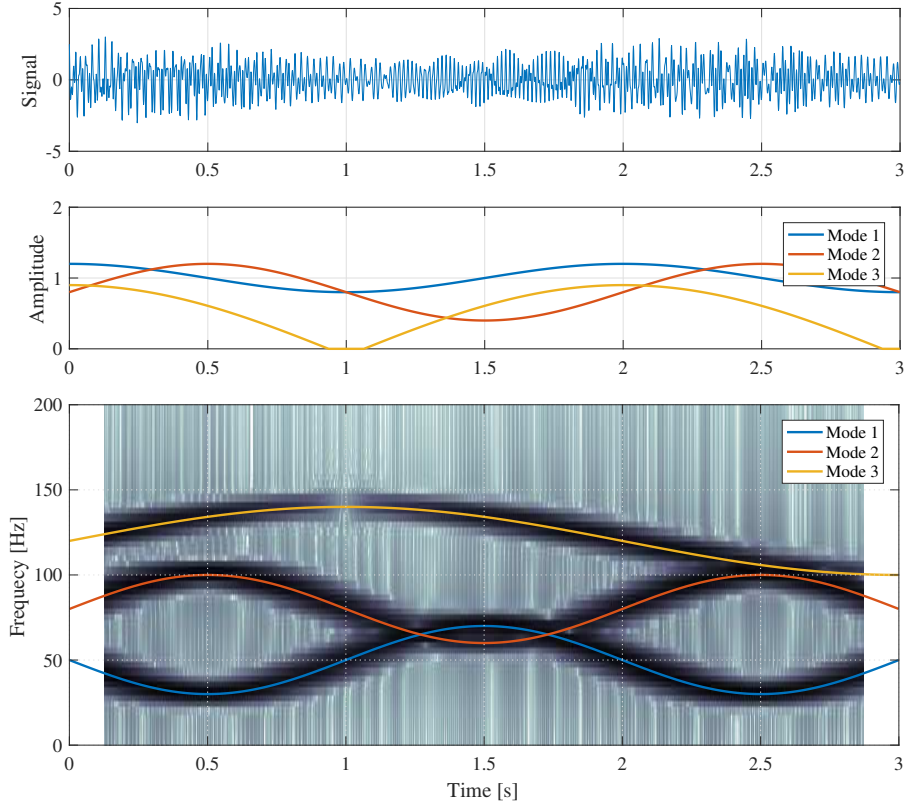 5
0
-5
Signal
0 0.5 1 1.5 2 2.5 3
2
1
0
Amplitude
Mode 1
Mode 2
Mode 3
0 0.5 1 1.5 2 2.5 3
200
150
100
50
0
Frequecy [Hz]
Mode 1
Mode 2
Mode 3
0 0.5 1 1.5 2 2.5 3
Time [s]